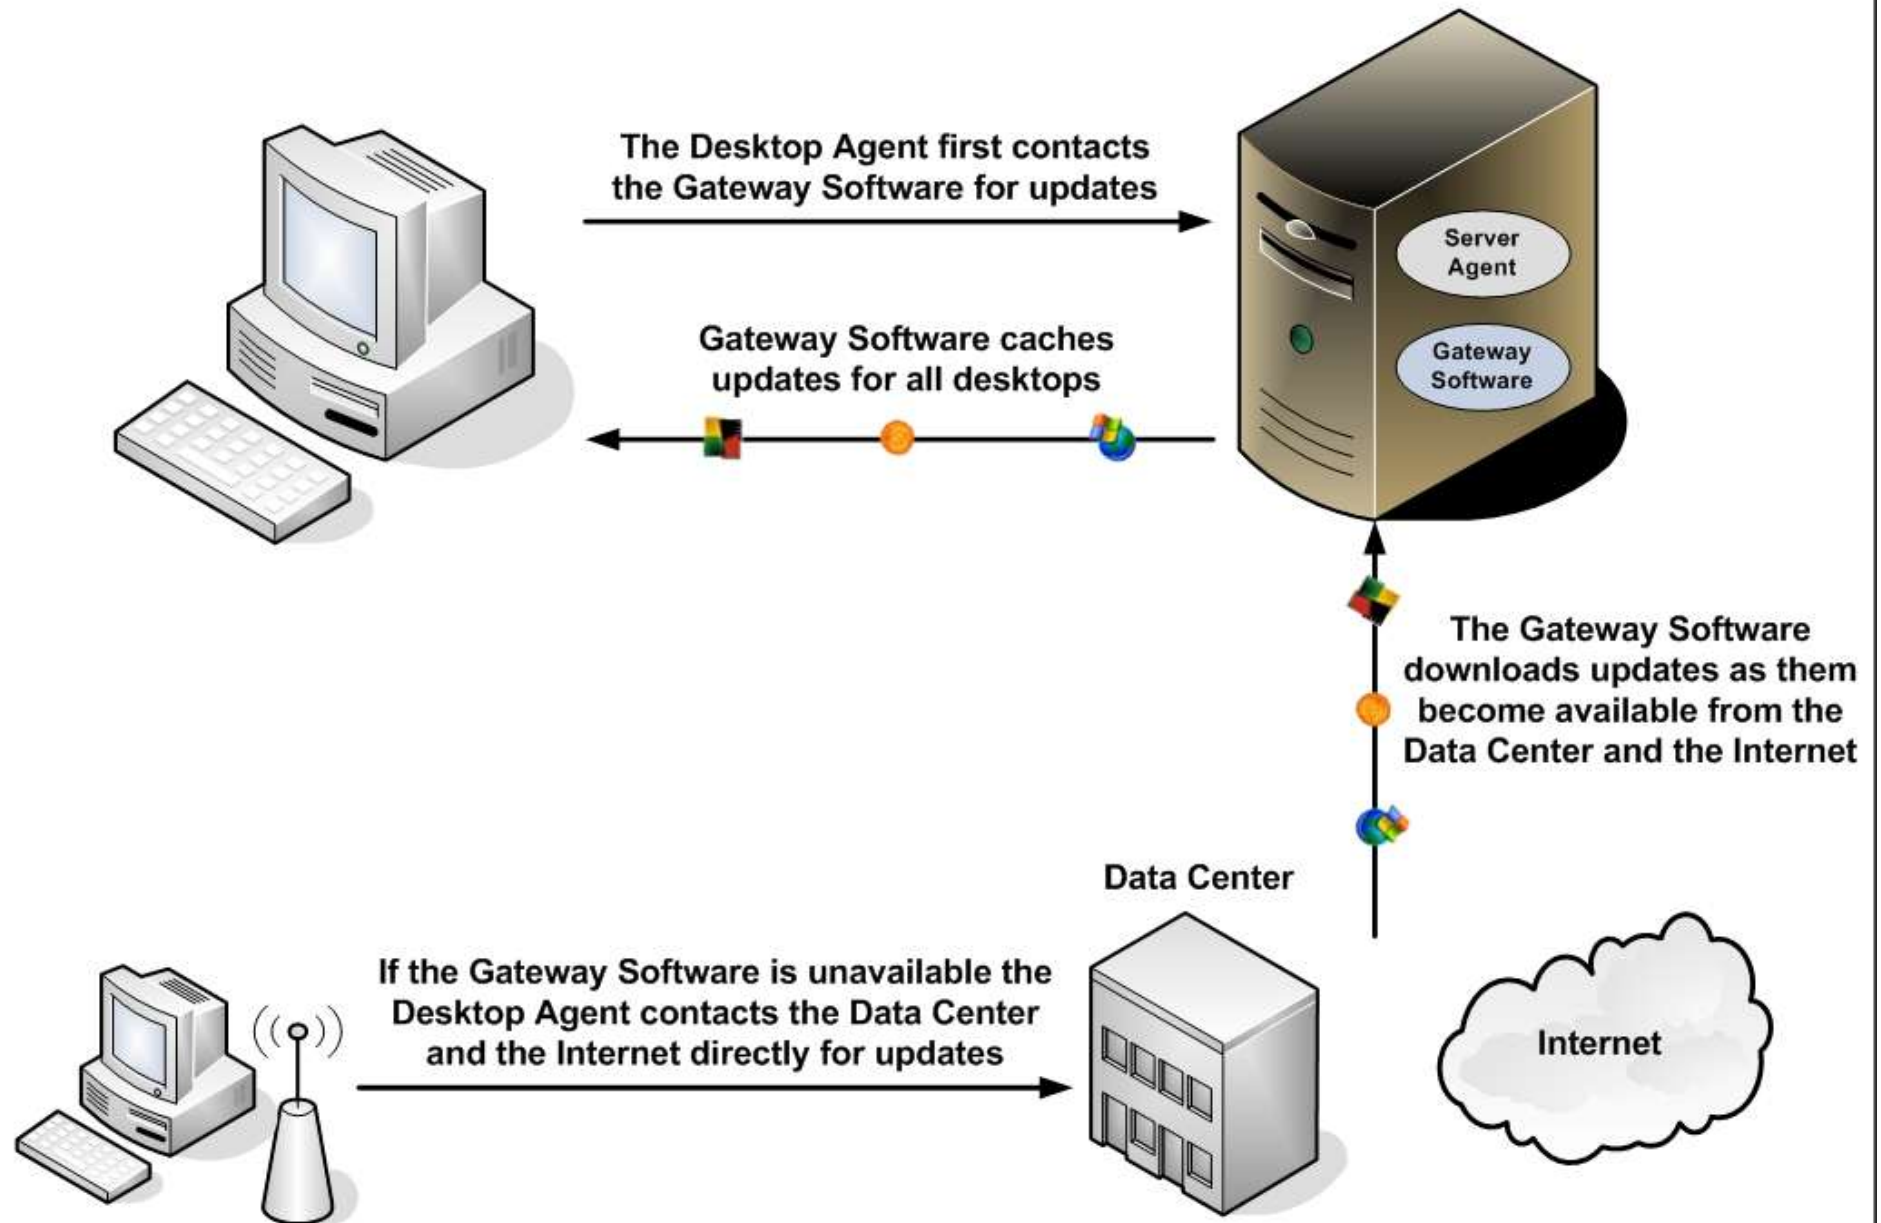 The Desktop Agent first contacts
the Gateway Software for updates
Server
Agent
Gateway Software caches
updates for all desktops
Gateway
Software
The Gateway Software
downloads updates as them
become available from the
Data Center and the Internet
Data Center
If the Gateway Software is unavailable the
Desktop Agent contacts the Data Center
and the Internet directly for updates
Internet